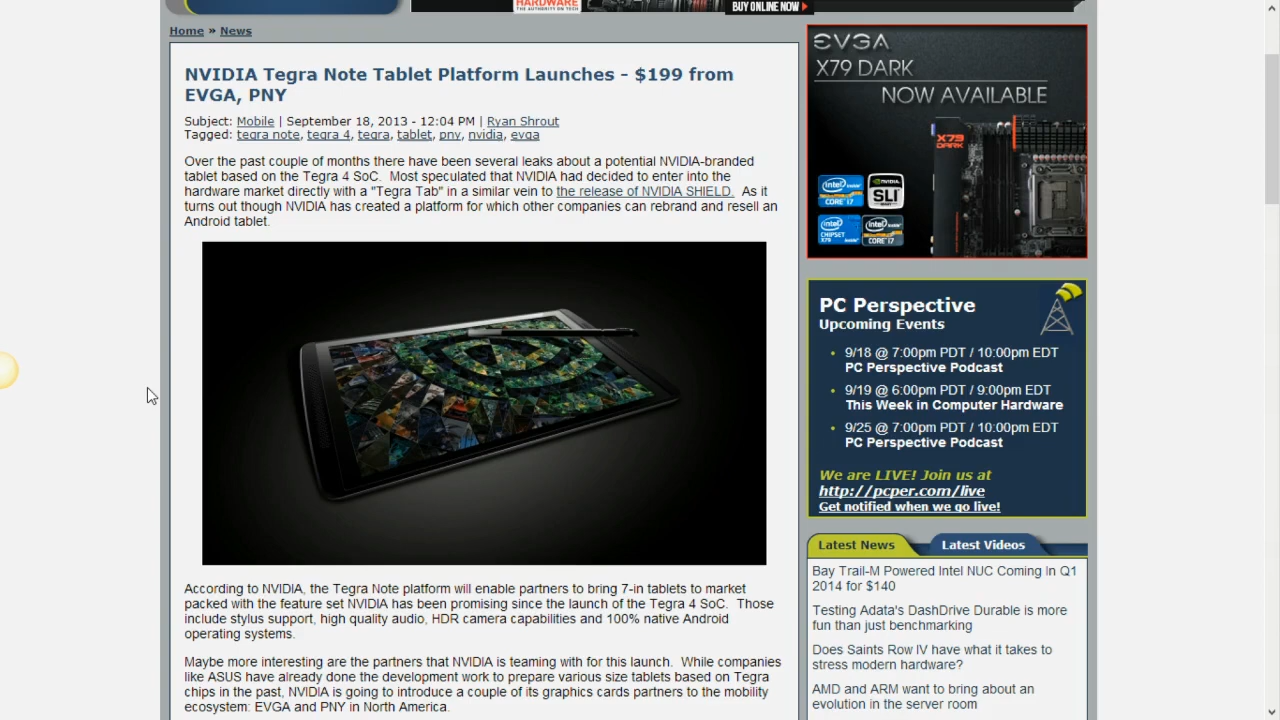 HARDWARE
THE AUTHORITY ON TECH
BUY ONLINE NOW
Home » News
NVIDIA Tegra Note Tablet Platform Launches - $199 from
EVGA, PNY
Subject: Mobile | September 18, 2013 - 12:04 PM | Ryan Shrout
Tagged: tegra note, tegra 4, tegra, tablet, pny, nvidia, evga
Over the past couple of months there have been several leaks about a potential NVIDIA-branded
tablet based on the Tegra 4 SoC.  Most speculated that NVIDIA had decided to enter into the
hardware market directly with a "Tegra Tab" in a similar vein to the release of NVIDIA SHIELD.  As it
turns out though NVIDIA has created a platform for which other companies can rebrand and resell an
Android tablet.
According to NVIDIA, the Tegra Note platform will enable partners to bring 7-in tablets to market
packed with the feature set NVIDIA has been promising since the launch of the Tegra 4 SoC.  Those
include stylus support, high quality audio, HDR camera capabilities and 100% native Android
operating systems.
Maybe more interesting are the partners that NVIDIA is teaming with for this launch.  While companies
like ASUS have already done the development work to prepare various size tablets based on Tegra
chips in the past, NVIDIA is going to introduce a couple of its graphics cards partners to the mobility
ecosystem: EVGA and PNY in North America.
EVGA
X79 DARK
NOW AVAILABLE
X79
DARK
intel
CORE i7
NVIDIA
SLI
intel
CHIPSET
X79
intel
CORE i7
PC Perspective
Upcoming Events
• 9/18 @ 7:00pm PDT / 10:00pm EDT
PC Perspective Podcast
• 9/19 @ 6:00pm PDT / 9:00pm EDT
This Week in Computer Hardware
• 9/25 @ 7:00pm PDT / 10:00pm EDT
PC Perspective Podcast
We are LIVE! Join us at
http://pcper.com/live
Get notified when we go live!
Latest News Latest Videos
Bay Trail-M Powered Intel NUC Coming In Q1
2014 for $140
Testing Adata's DashDrive Durable is more
fun than just benchmarking
Does Saints Row IV have what it takes to
stress modern hardware?
AMD and ARM want to bring about an
evolution in the server room